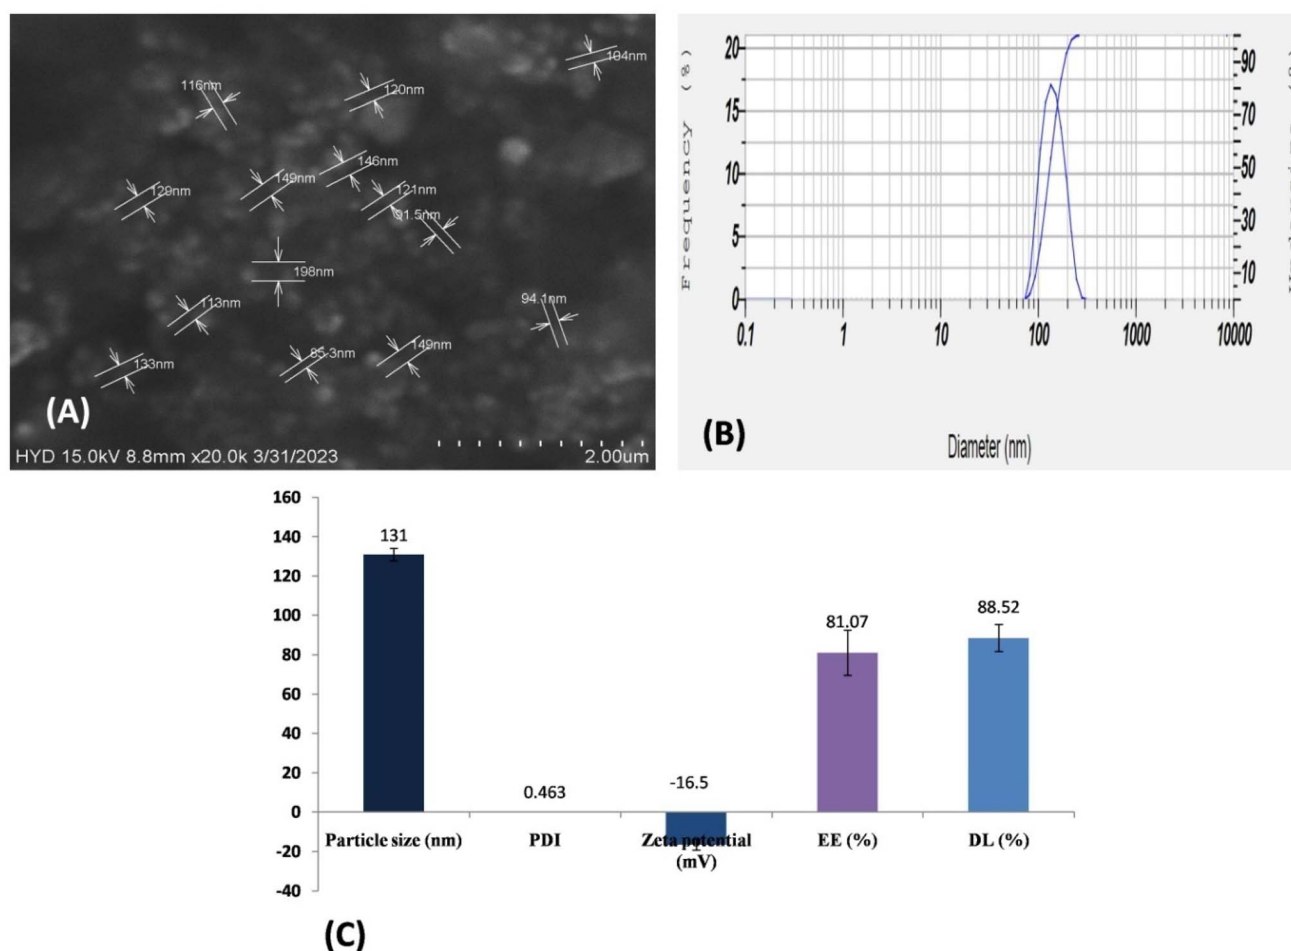 104nm
116nm
120nm
146nm
149nm
129nm
121nm
91.5nm
198nm
113nm
94.1nm
149nm
133nm
(A)
HYD 15.0kV 8.8mm x20.0k 3/31/2023
2.00um
Frequency (%)
20
15
10
5
0
90
70
50
30
10
0.1 1 10 100 1000 10000
(B)
Diameter (nm)
160
140
120
100
80
60
40
20
0
-20
-40
131
0.463
-16.5
81.07
88.52
Particle size (nm)
PDI
Zeta potential
(mV)
EE (%)
DL (%)
(C)